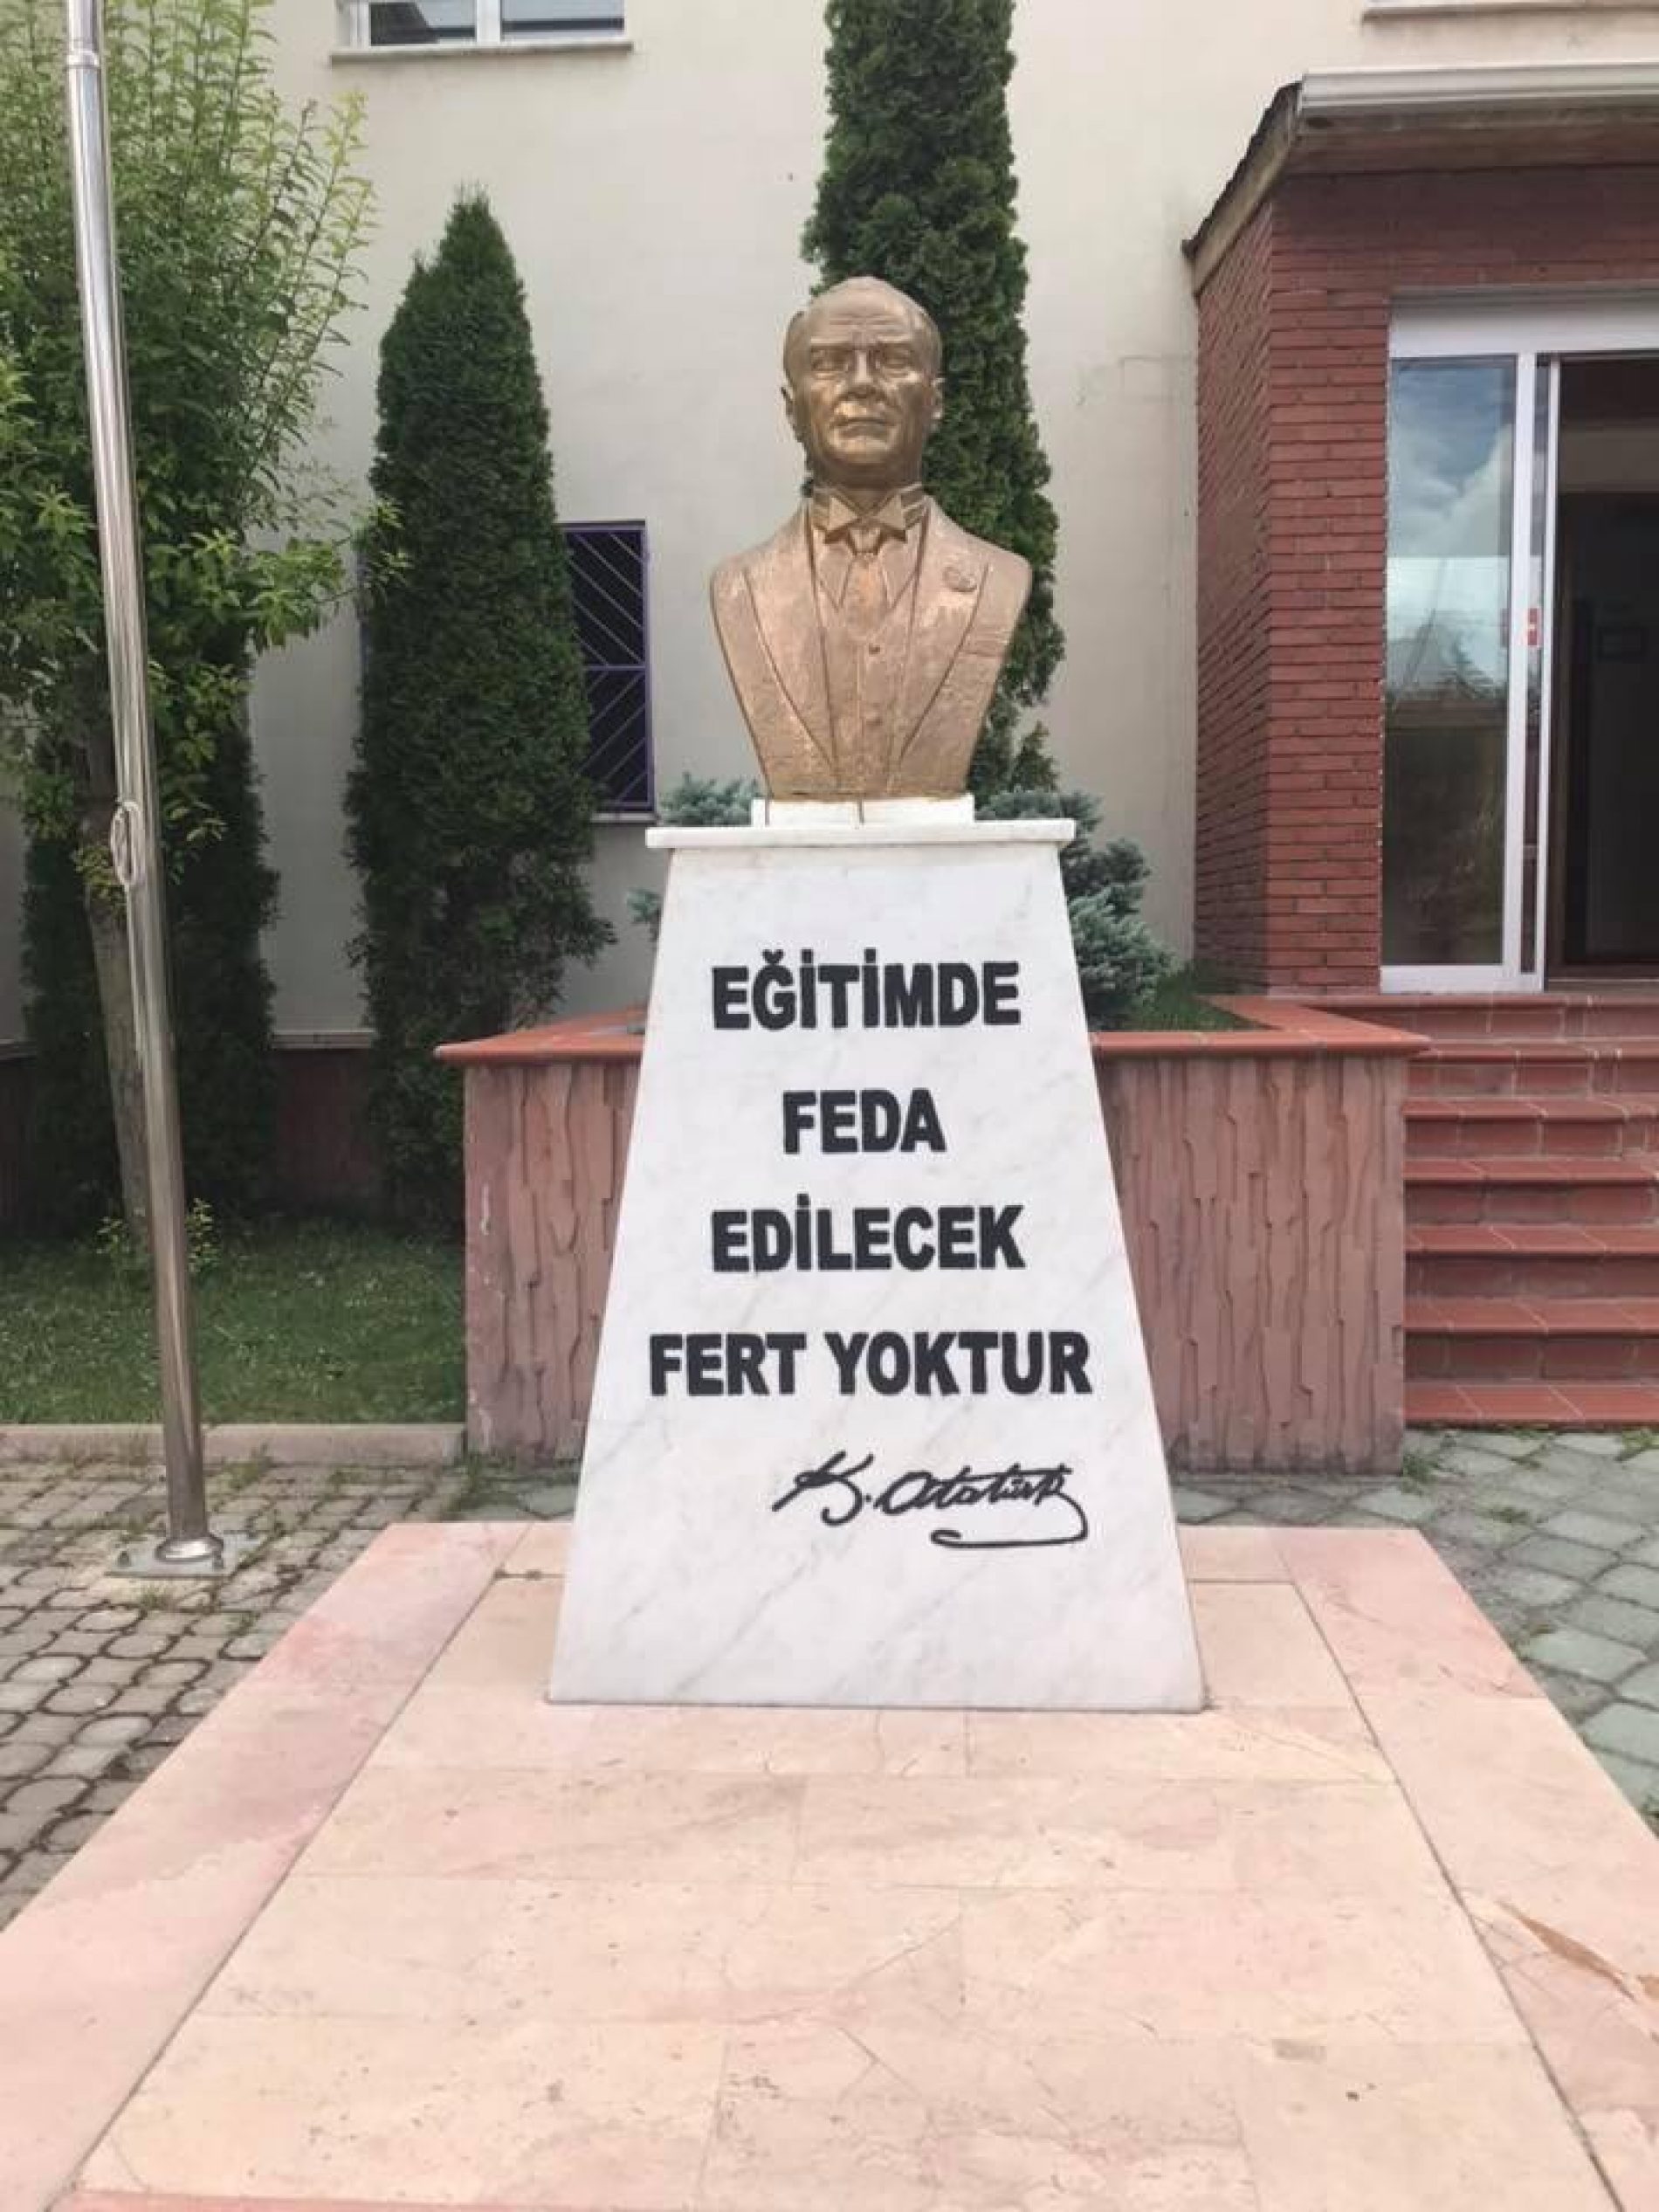 EĞİTİMDE
FEDA
EDİLECEK
FERT YOKTUR
K. Atatürk